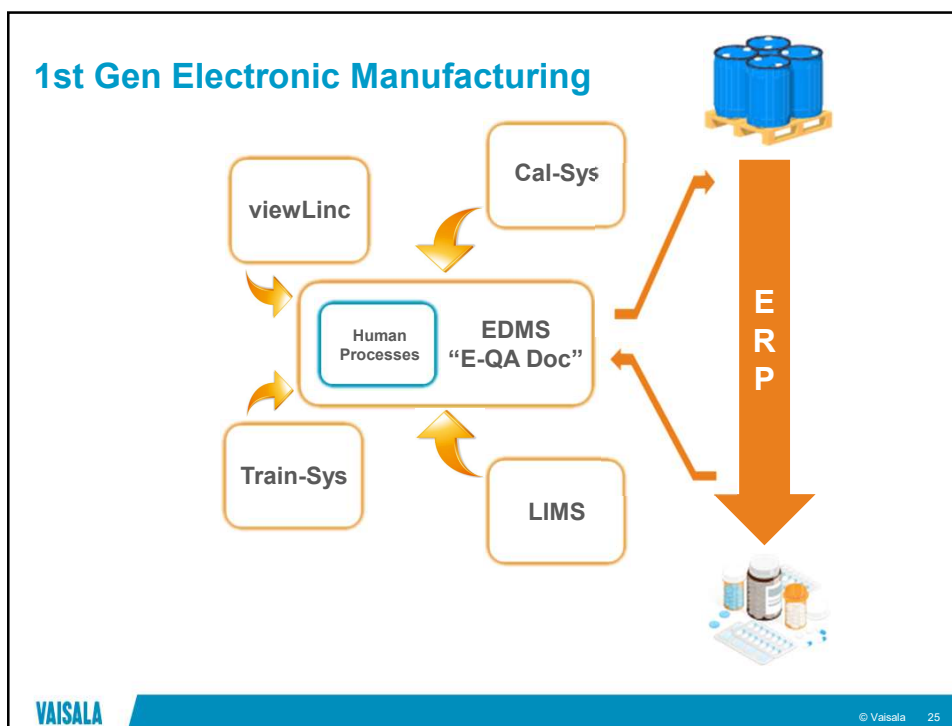 1st Gen Electronic Manufacturing
viewLinc
Cal-Sys
Human
Processes
EDMS
“E-QA Doc”
Train-Sys
LIMS
E
R
P
VAISALA
© Vaisala 25